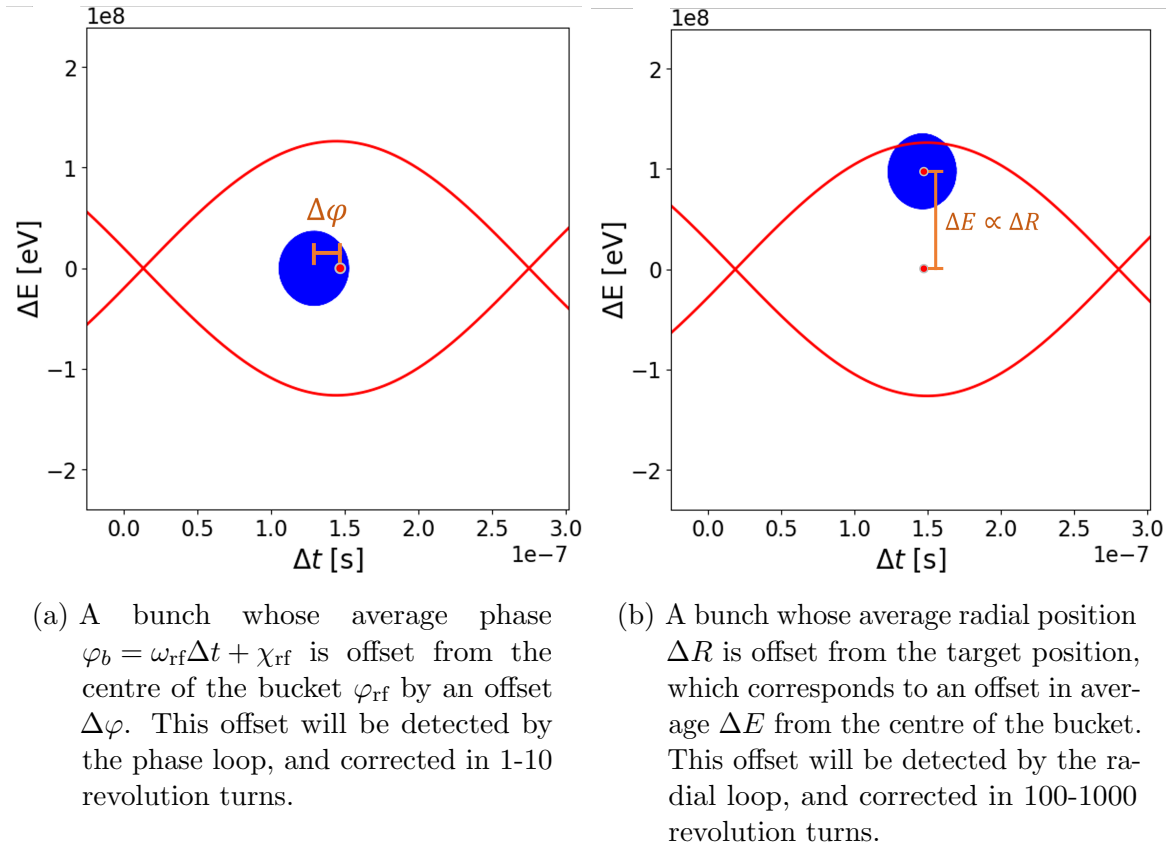 1e8
2
1
0
−1
−2
ΔE [eV]
Δφ
0.0 0.5 1.0 1.5 2.0 2.5 3.0
Δt [s]
1e−7
1e8
2
1
0
−1
−2
ΔE [eV]
ΔE ∝ ΔR
0.0 0.5 1.0 1.5 2.0 2.5 3.0
Δt [s]
1e−7
(a) A bunch whose average phase
φ_b = ω_rf Δt + χ_rf is offset from the
centre of the bucket φ_rf by an offset
Δφ. This offset will be detected by
the phase loop, and corrected in 1-10
revolution turns.
(b) A bunch whose average radial position
ΔR is offset from the target position,
which corresponds to an offset in aver-
age ΔE from the centre of the bucket.
This offset will be detected by the ra-
dial loop, and corrected in 100-1000
revolution turns.